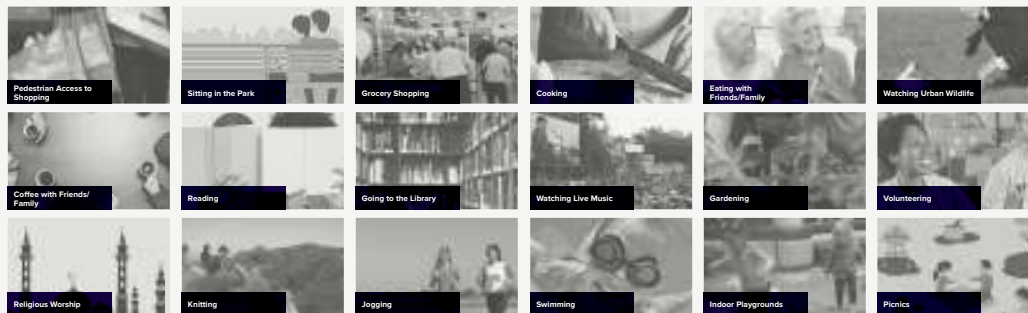 Pedestrian Access to
Shopping
Sitting in the Park
Grocery Shopping
Cooking
Eating with
Friends/Family
Watching Urban Wildlife
Coffee with Friends/
Family
Reading
Going to the Library
Watching Live Music
Gardening
Volunteering
Religious Worship
Knitting
Jogging
Swimming
Indoor Playgrounds
Picnics